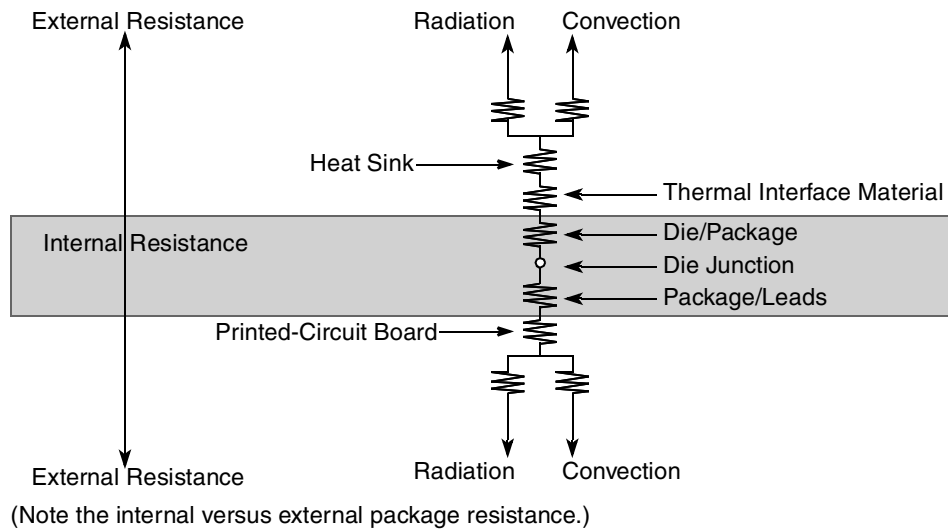 External Resistance
Radiation
Convection
Heat Sink
Thermal Interface Material
Internal Resistance
Die/Package
Die Junction
Package/Leads
Printed-Circuit Board
External Resistance
Radiation
Convection
(Note the internal versus external package resistance.)